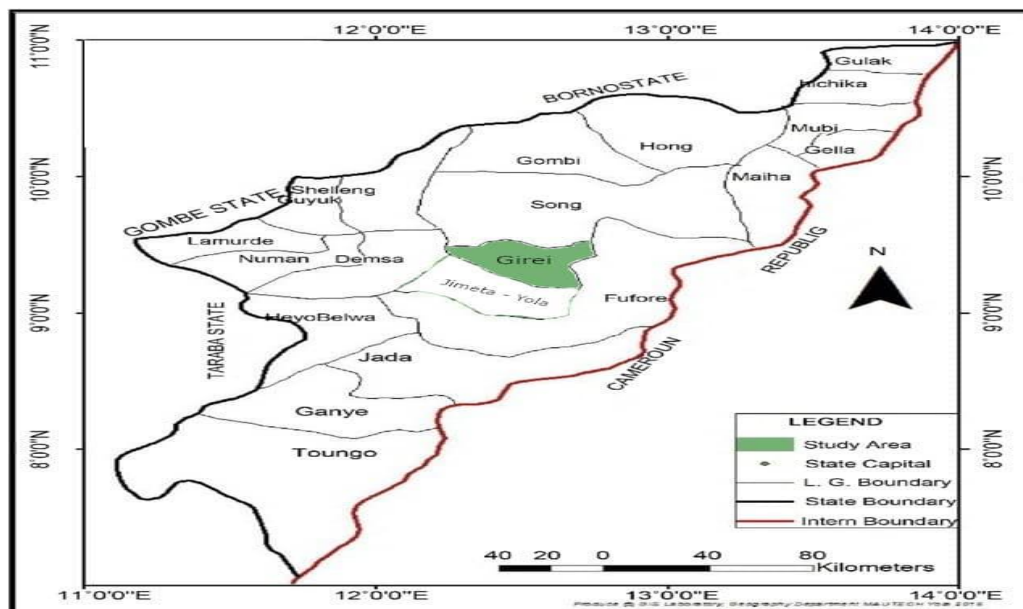 12°0'0"E 13°0'0"E 14°0'0"E
11°0'0"N
Gulak
hichika
BORNOSTATE
Mubi
Hong
Gella
Gombi
Maiha
10°0'0"N 10°0'0"N
Shelleng
Guyuk
GOMBE STATE
Song
Lamurde
Numan
Demsa
Girei
REPUBLIG
N
Jimeta - Yola
Fufore
9°0'0"N 9°0'0"N
HeyoBelwa
TARABA STATE
Jada
CAMEROUN
Ganye
Toungo
8°0'0"N 8°0'0"N
LEGEND
Study Area
State Capital
L. G. Boundary
State Boundary
Intern Boundary
40 20 0 40 80
Kilometers
11°0'0"E 12°0'0"E 13°0'0"E 14°0'0"E